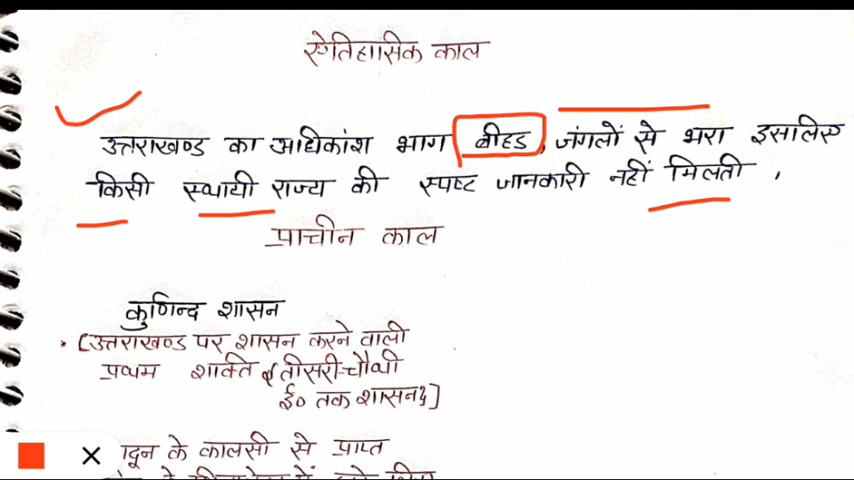 ऐतिहासिक काल
उत्तराखण्ड का अधिकांश भाग बीहड, जंगलों से भरा इसलिए
किसी स्थायी राज्य की स्पष्ट जानकारी नहीं मिलती,
प्राचीन काल
कुणिन्द शासन
[उत्तराखण्ड पर शासन करने वाली
प्रथम शाक्ति {तीसरी-चौथी
ई० तक शासन}]
दून के कालसी से प्राप्त